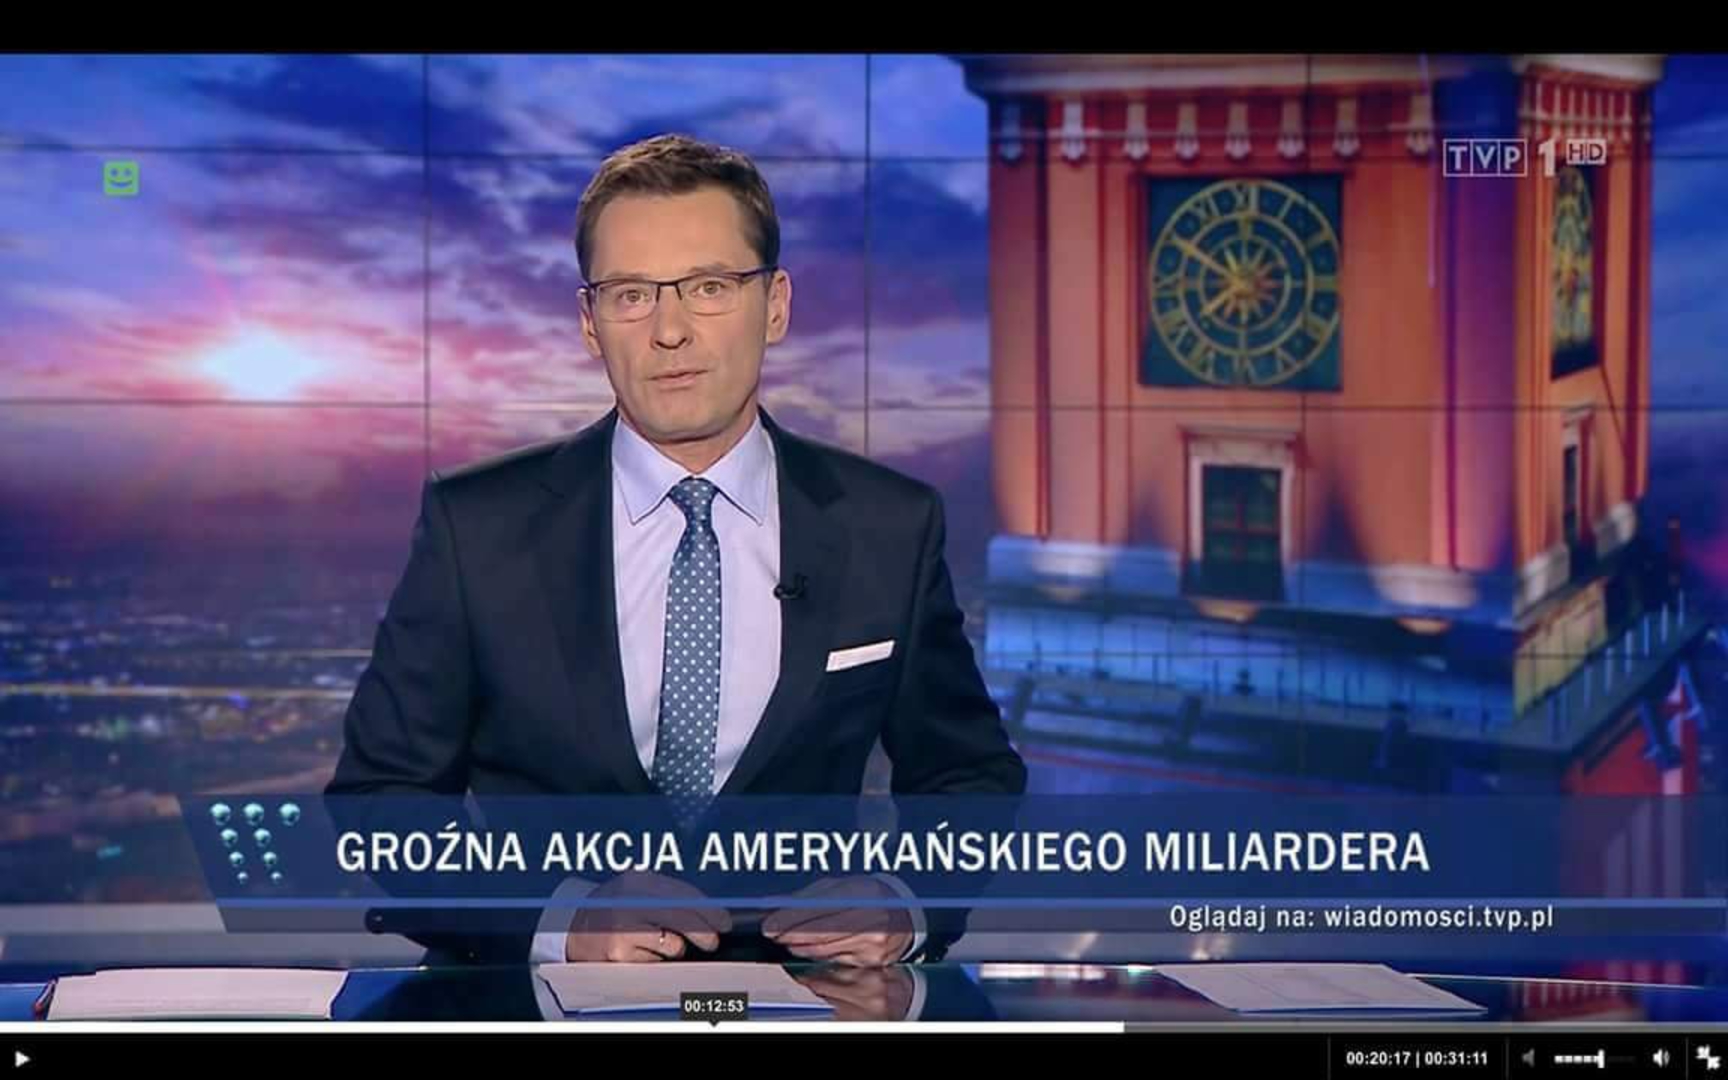 TVP 1 HD
GROŹNA AKCJA AMERYKAŃSKIEGO MILIARDERA
Oglądaj na: wiadomosci.tvp.pl
00:12:53
00:20:17 | 00:31:11